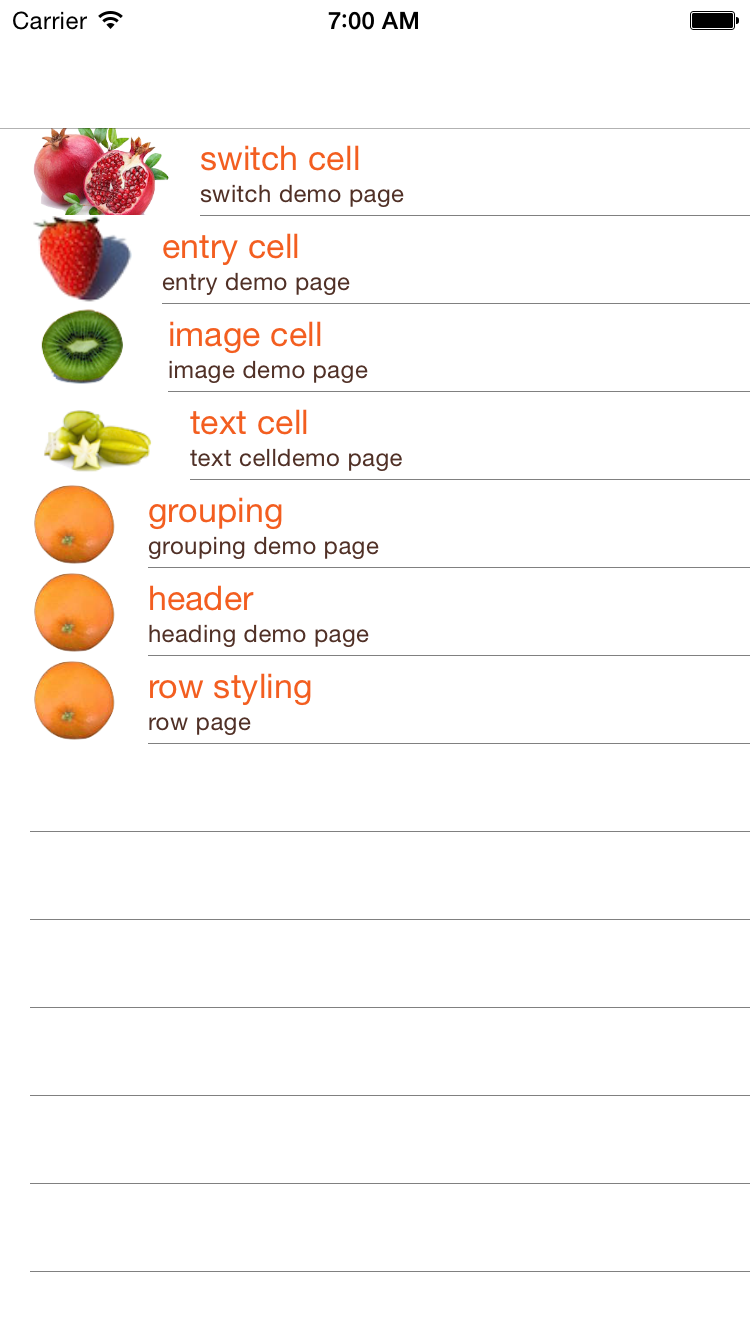 Carrier 7:00 AM
switch cell
switch demo page
entry cell
entry demo page
image cell
image demo page
text cell
text celldemo page
grouping
grouping demo page
header
heading demo page
row styling
row page